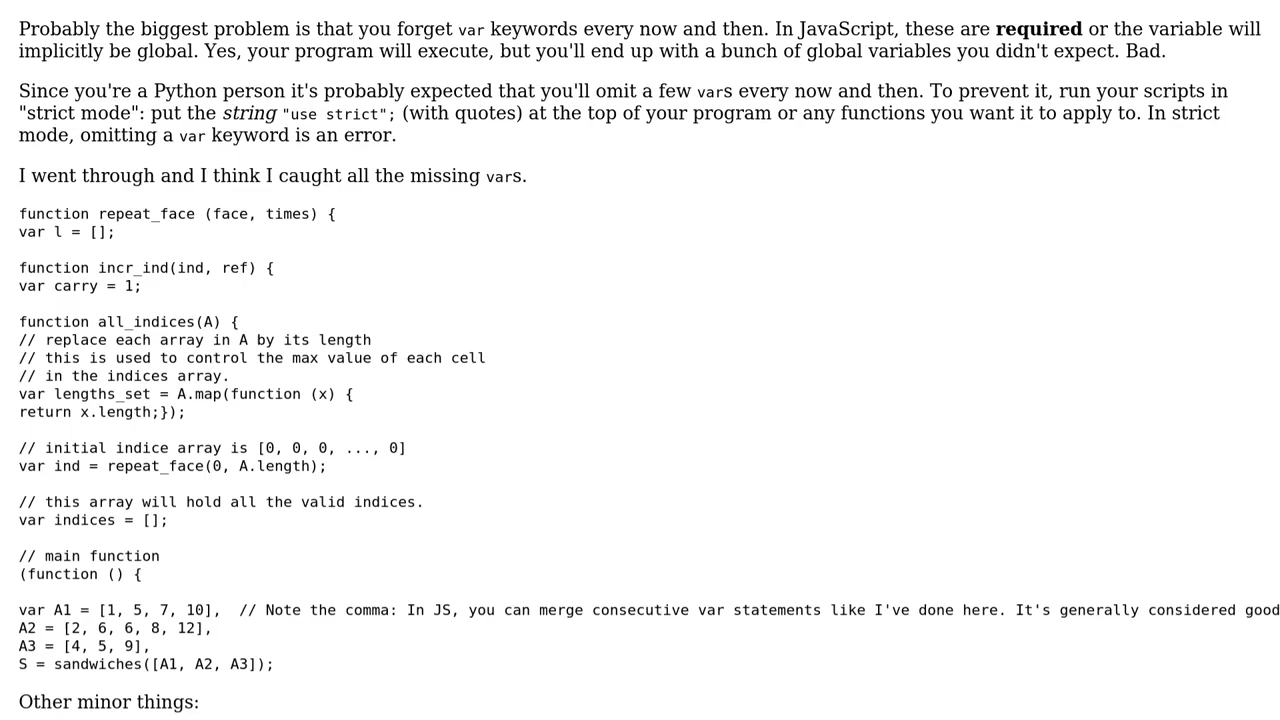 Probably the biggest problem is that you forget var keywords every now and then. In JavaScript, these are required or the variable will
implicitly be global. Yes, your program will execute, but you'll end up with a bunch of global variables you didn't expect. Bad.
Since you're a Python person it's probably expected that you'll omit a few vars every now and then. To prevent it, run your scripts in
"strict mode": put the string "use strict"; (with quotes) at the top of your program or any functions you want it to apply to. In strict
mode, omitting a var keyword is an error.
I went through and I think I caught all the missing vars.
function repeat_face (face, times) {
var l = [];
function incr_ind(ind, ref) {
var carry = 1;
function all_indices(A) {
// replace each array in A by its length
// this is used to control the max value of each cell
// in the indices array.
var lengths_set = A.map(function (x) {
return x.length;});
// initial indice array is [0, 0, 0, ..., 0]
var ind = repeat_face(0, A.length);
// this array will hold all the valid indices.
var indices = [];
// main function
(function () {
var A1 = [1, 5, 7, 10],  // Note the comma: In JS, you can merge consecutive var statements like I've done here. It's generally considered good
A2 = [2, 6, 6, 8, 12],
A3 = [4, 5, 9],
S = sandwiches([A1, A2, A3]);
Other minor things: